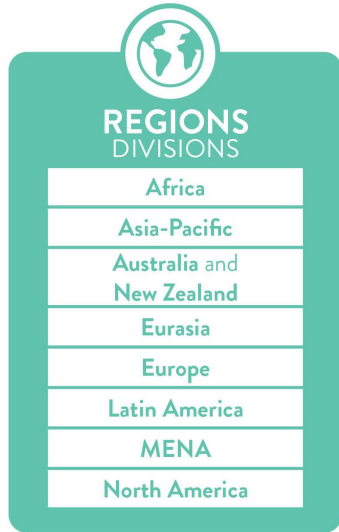 REGIONS
DIVISIONS
Africa
Asia-Pacific
Australia and
New Zealand
Eurasia
Europe
Latin America
MENA
North America